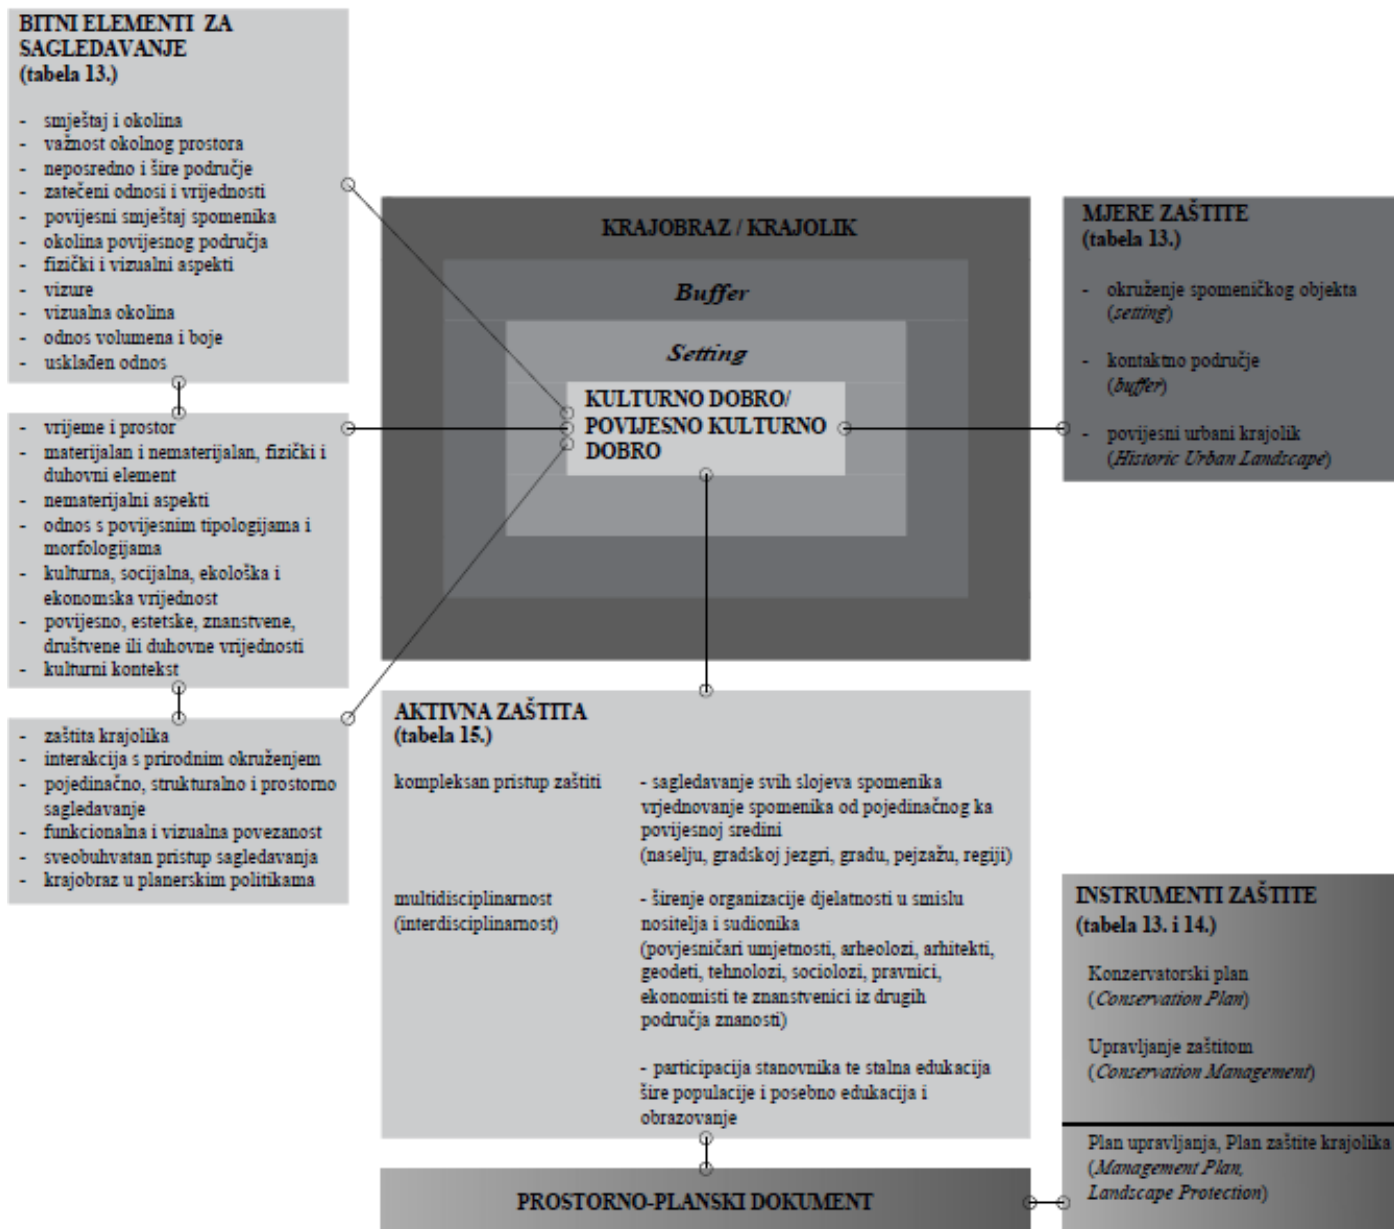 BITNI ELEMENTI ZA
SAGLEDAVANJE
(tabela 13.)
- smještaj i okolina
- važnost okolnog prostora
- neposredno i šire područje
- zatečeni odnosi i vrijednosti
- povijesni smještaj spomenika
- okolina povijesnog područja
- fizički i vizualni aspekti
- vizure
- vizualna okolina
- odnos volumena i boje
- usklađen odnos
- vrijeme i prostor
- materijalan i nematerijalan, fizički i
duhovni element
- nematerijalni aspekti
- odnos s povijesnim tipologijama i
morfologijama
- kulturna, socijalna, ekološka i
ekonomska vrijednost
- povijesno, estetske, znanstvene,
društvene ili duhovne vrijednosti
- kulturni kontekst
- zaštita krajolika
- interakcija s prirodnim okruženjem
- pojedinačno, strukturalno i prostorno
sagledavanje
- funkcionalna i vizualna povezanost
- sveobuhvatan pristup sagledavanja
- krajobraz u planerskim politikama
KRAJOBRAZ / KRAJOLIK
Buffer
Setting
KULTURNO DOBRO/
POVIJESNO KULTURNO
DOBRO
MJERE ZAŠTITE
(tabela 13.)
- okruženje spomeničkog objekta
(setting)
- kontaktno područje
(buffer)
- povijesni urbani krajolik
(Historic Urban Landscape)
AKTIVNA ZAŠTITA
(tabela 15.)
kompleksan pristup zaštiti
- sagledavanje svih slojeva spomenika
vrjednovanje spomenika od pojedinačnog ka
povijesnoj sredini
(naselju, gradskoj jezgri, gradu, pejzažu, regiji)
multidisciplinarnost
(interdisciplinarnost)
- širenje organizacije djelatnosti u smislu
nositelja i sudionika
(povjesničari umjetnosti, arheolozi, arhitekti,
geodeti, tehnolozi, sociolozi, pravnici,
ekonomisti te znanstvenici iz drugih
područja znanosti)
- participacija stanovnika te stalna edukacija
šire populacije i posebno edukacija i
obrazovanje
PROSTORNO-PLANSKI DOKUMENT
INSTRUMENTI ZAŠTITE
(tabela 13. i 14.)
Konzervatorski plan
(Conservation Plan)
Upravljanje zaštitom
(Conservation Management)
Plan upravljanja, Plan zaštite krajolika
(Management Plan,
Landscape Protection)